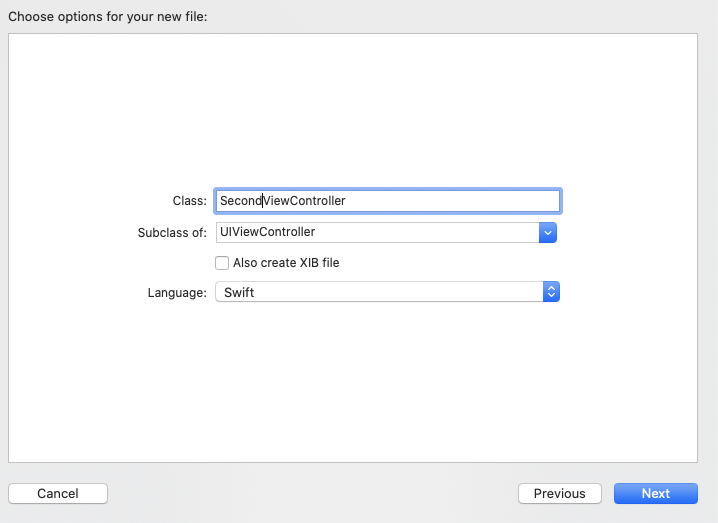 Choose options for your new file:
Class: SecondViewController
Subclass of: UIViewController
Also create XIB file
Language: Swift
Cancel Previous Next